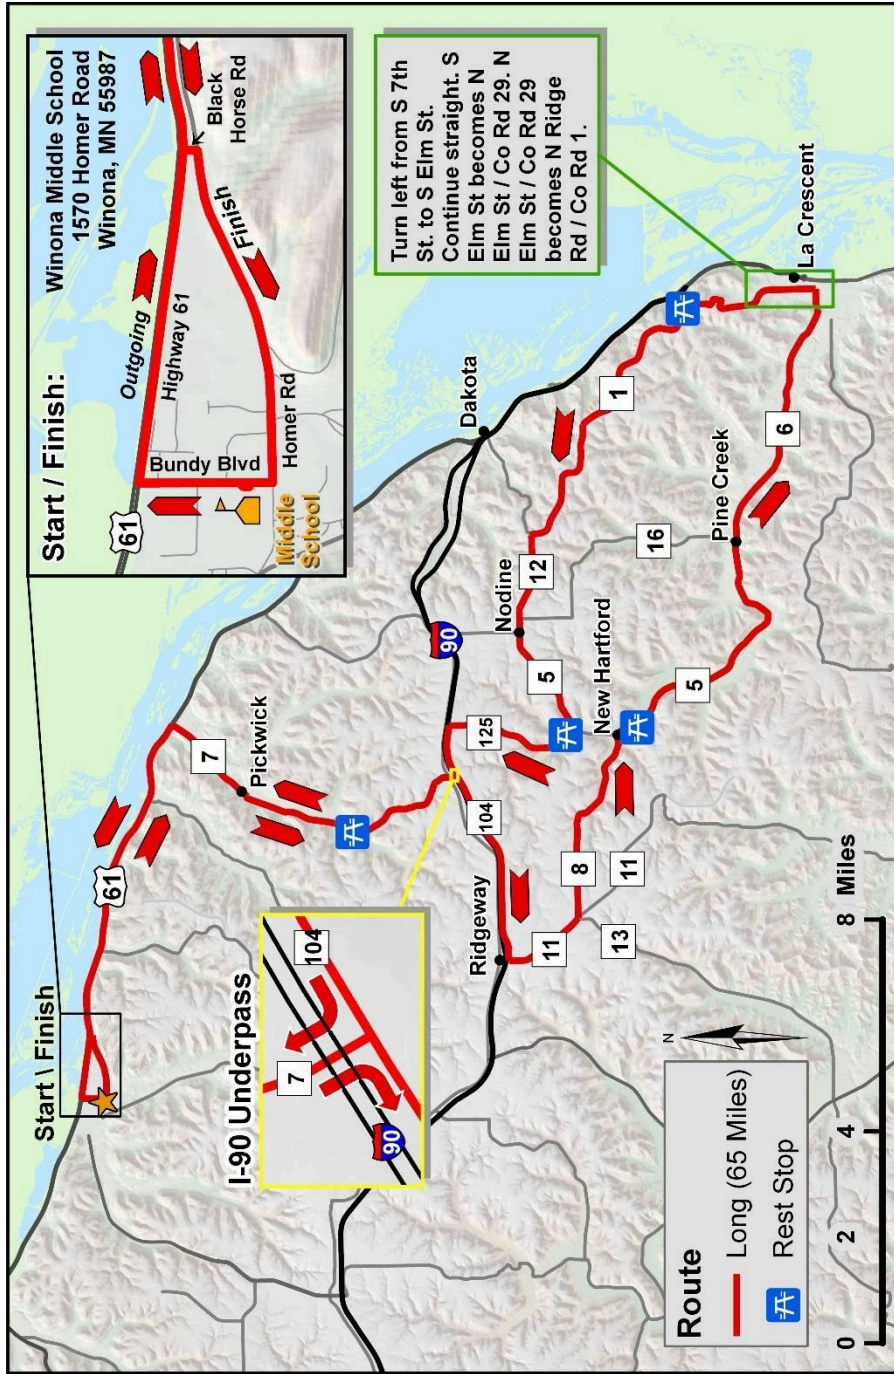 Start / Finish:
Winona Middle School
1570 Homer Road
Winona, MN 55987
61
Outgoing
Highway 61
Black
Horse Rd
Finish
Bundy Blvd
Homer Rd
Middle
School
Start \ Finish
61
7
Pickwick
I-90 Underpass
7
104
90
90
Dakota
Turn left from S 7th
St. to S Elm St.
Continue straight. S
Elm St becomes N
Elm St / Co Rd 29. N
Elm St / Co Rd 29
becomes N Ridge
Rd / Co Rd 1.
Ridgeway
104
125
Nodine
12
1
5
11
8
New Hartford
16
13
11
5
Pine Creek
6
La Crescent
N
Route
Long (65 Miles)
Rest Stop
0 2 4 8 Miles